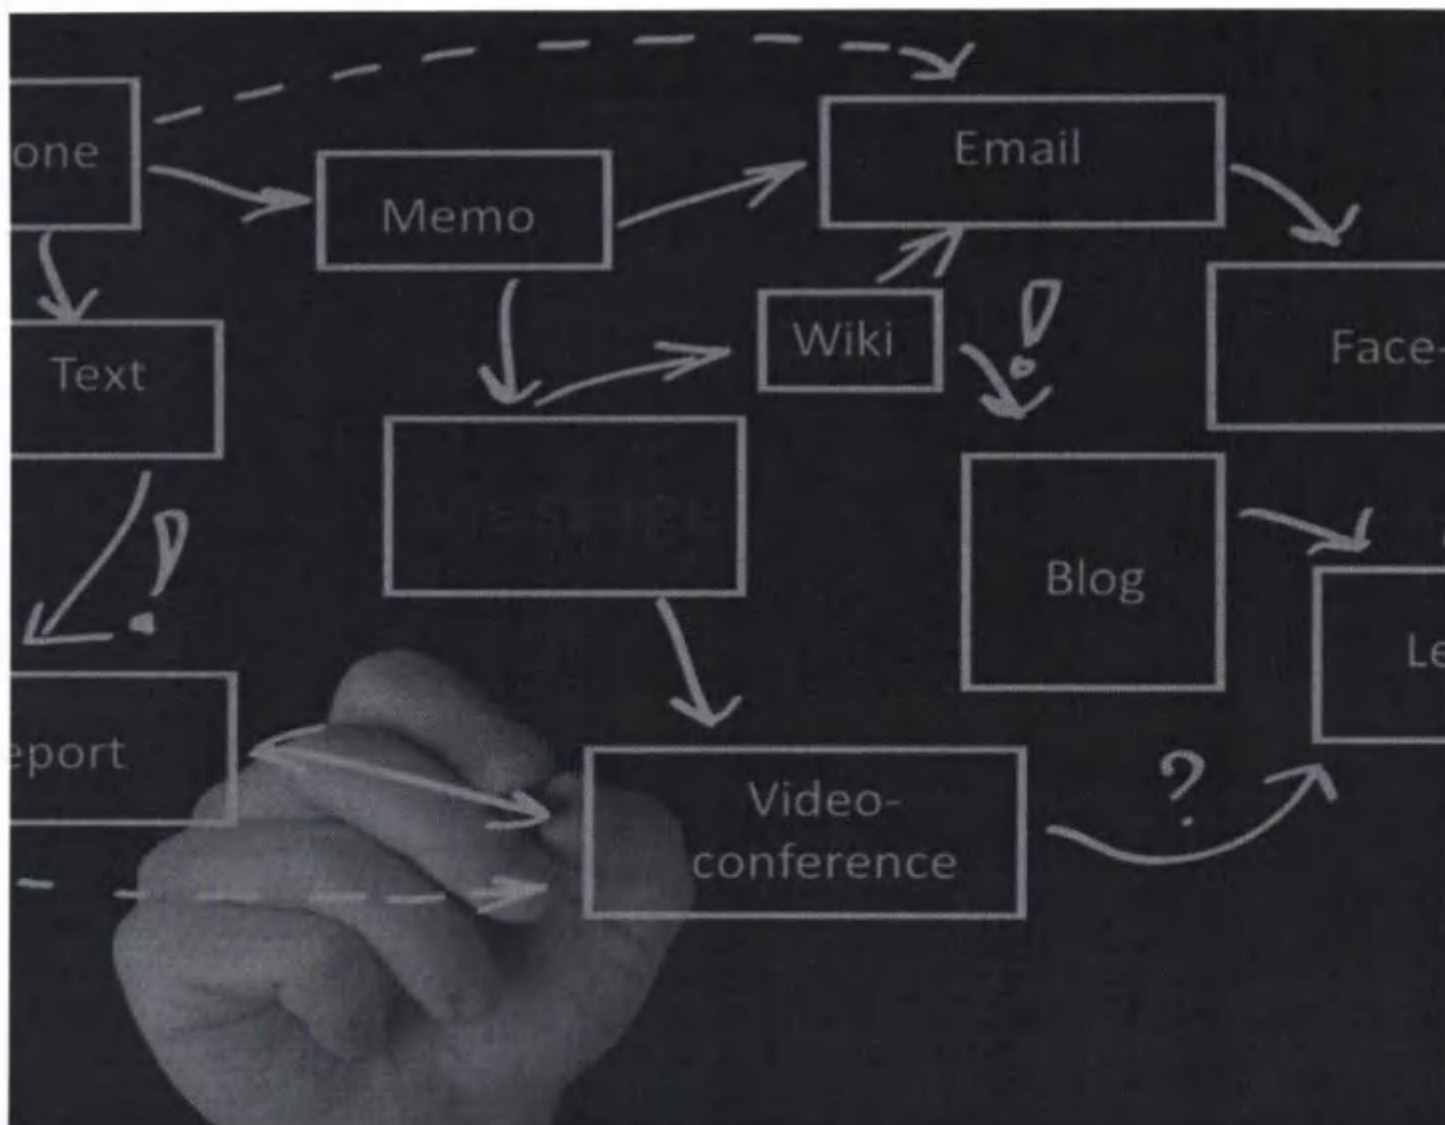 one
Memo
Email
Text
Wiki
Face-
Blog
Le
eport
Video-
conference
?